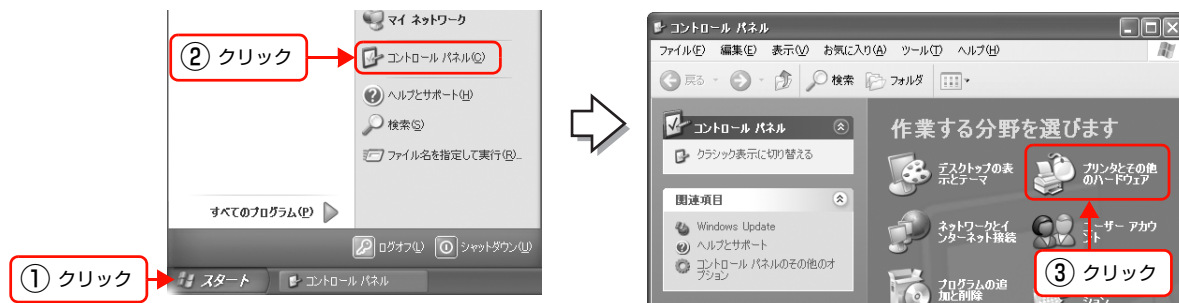 マイ ネットワーク
② クリック
コントロール パネル(C)
ヘルプとサポート(H)
検索(S)
ファイル名を指定して実行(R)...
すべてのプログラム(P)
ログオフ(L)
シャットダウン(U)
① クリック
スタート
コントロール パネル
コントロール パネル
ファイル(F) 編集(E) 表示(V) お気に入り(A) ツール(T) ヘルプ(H)
戻る
検索
フォルダ
コントロール パネル
クラシック表示に切り替える
関連項目
Windows Update
ヘルプとサポート
コントロール パネルのその他のオ
プション
作業する分野を選びます
デスクトップの表
示とテーマ
プリンタとその他
のハードウェア
ネットワークとイ
ンターネット接続
ーザー アカウ
ント
プログラムの追
加と削除
③ クリック